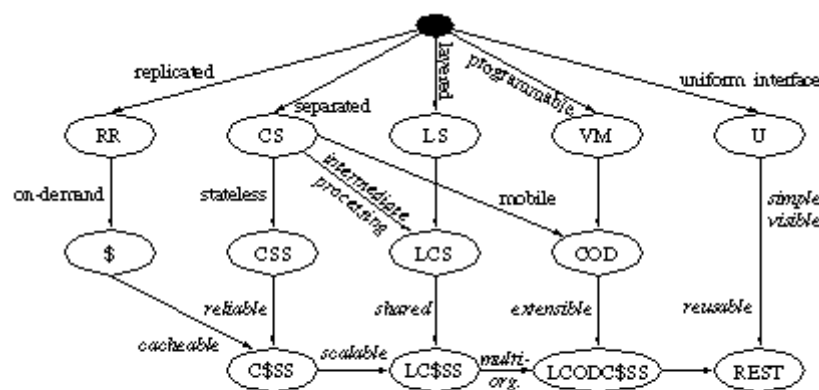 replicated
separated
layered
programmable
uniform interface
RR
CS
LS
VM
U
on-demand
stateless
intermediate
processing
mobile
simple
visible
$
CSS
LCS
COD
cacheable
reliable
shared
extensible
reusable
C$SS
scalable
LC$SS
multi-
org.
LCODC$SS
REST